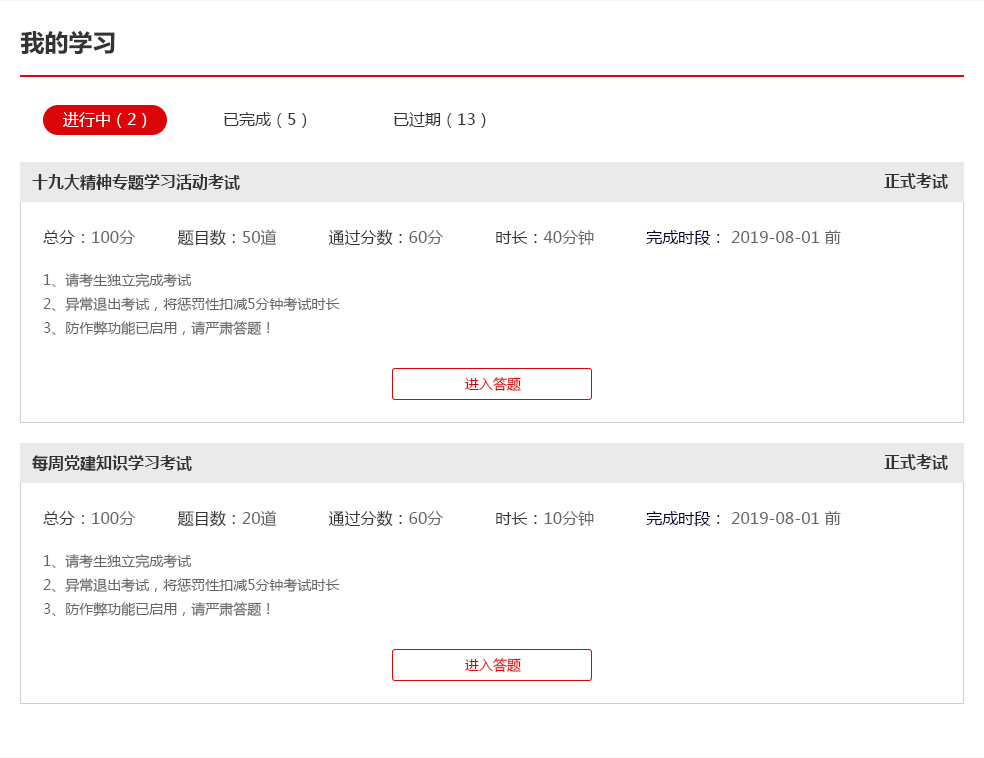 我的学习
进行中（2） 已完成（5） 已过期（13）
十九大精神专题学习活动考试 正式考试
总分：100分 题目数：50道 通过分数：60分 时长：40分钟 完成时段： 2019-08-01 前
1、请考生独立完成考试
2、异常退出考试，将惩罚性扣减5分钟考试时长
3、防作弊功能已启用，请严肃答题！
进入答题
每周党建知识学习考试 正式考试
总分：100分 题目数：20道 通过分数：60分 时长：10分钟 完成时段： 2019-08-01 前
1、请考生独立完成考试
2、异常退出考试，将惩罚性扣减5分钟考试时长
3、防作弊功能已启用，请严肃答题！
进入答题